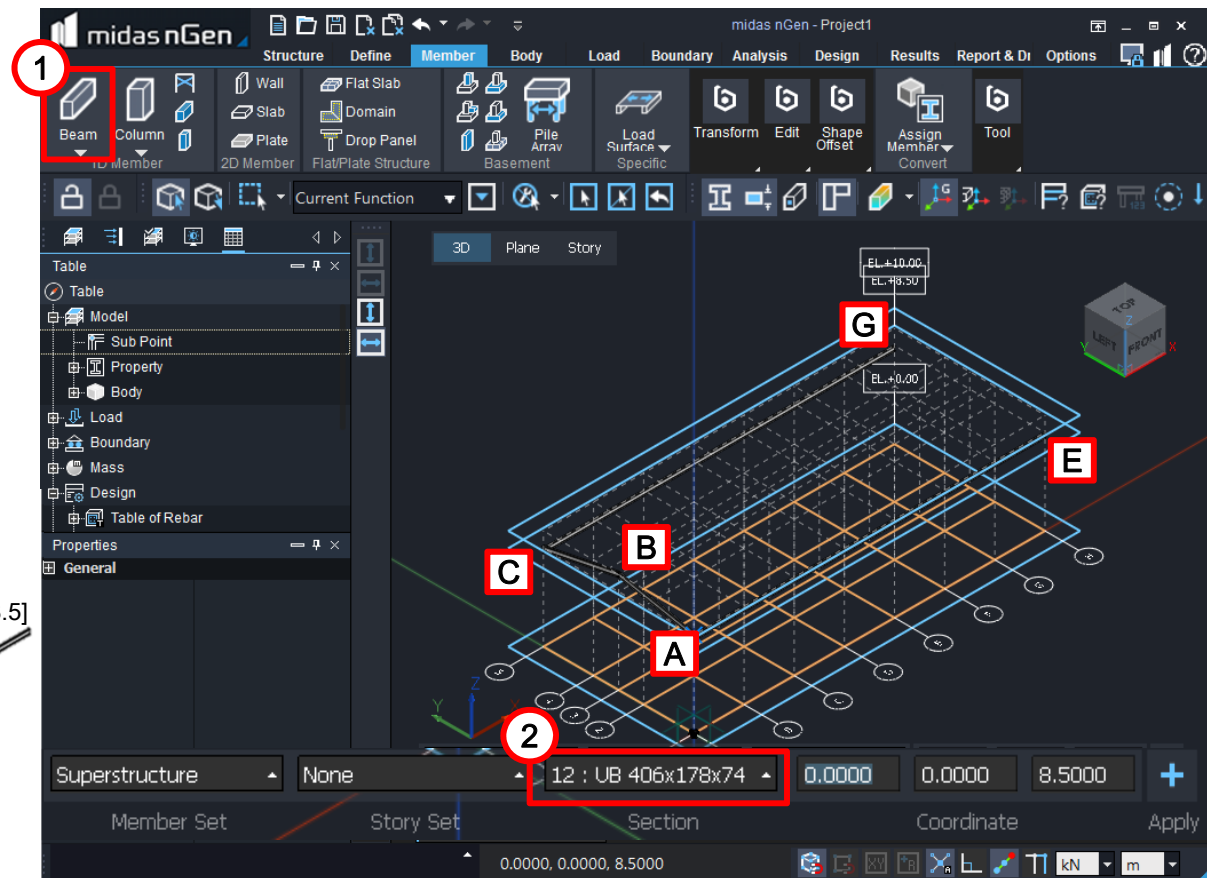 midas nGen
midas nGen - Project1
1
Structure Define Member Body Load Boundary Analysis Design Results Report & Dr Options
Beam
Column
Wall
Slab
Plate
Flat Slab
Domain
Drop Panel
Pile
Array
Load
Surface
Transform
Edit
Shape
Offset
Assign
Member
Tool
1D Member
2D Member
Flat/Plate Structure
Basement
Specific
Convert
Current Function
3D Plane Story
Table
Table
Model
Sub Point
Property
Body
Load
Boundary
Mass
Design
Table of Rebar
Properties
General
.5]
EL.+10.00
EL.+8.50
EL.+0.00
TOP
LEFT
FRONT
Z
Y
X
G
E
B
C
A
Z
Y
2
Superstructure None 12 : UB 406x178x74 0.0000 0.0000 8.5000 +
Member Set Story Set Section Coordinate Apply
0.0000, 0.0000, 8.5000
kN
m